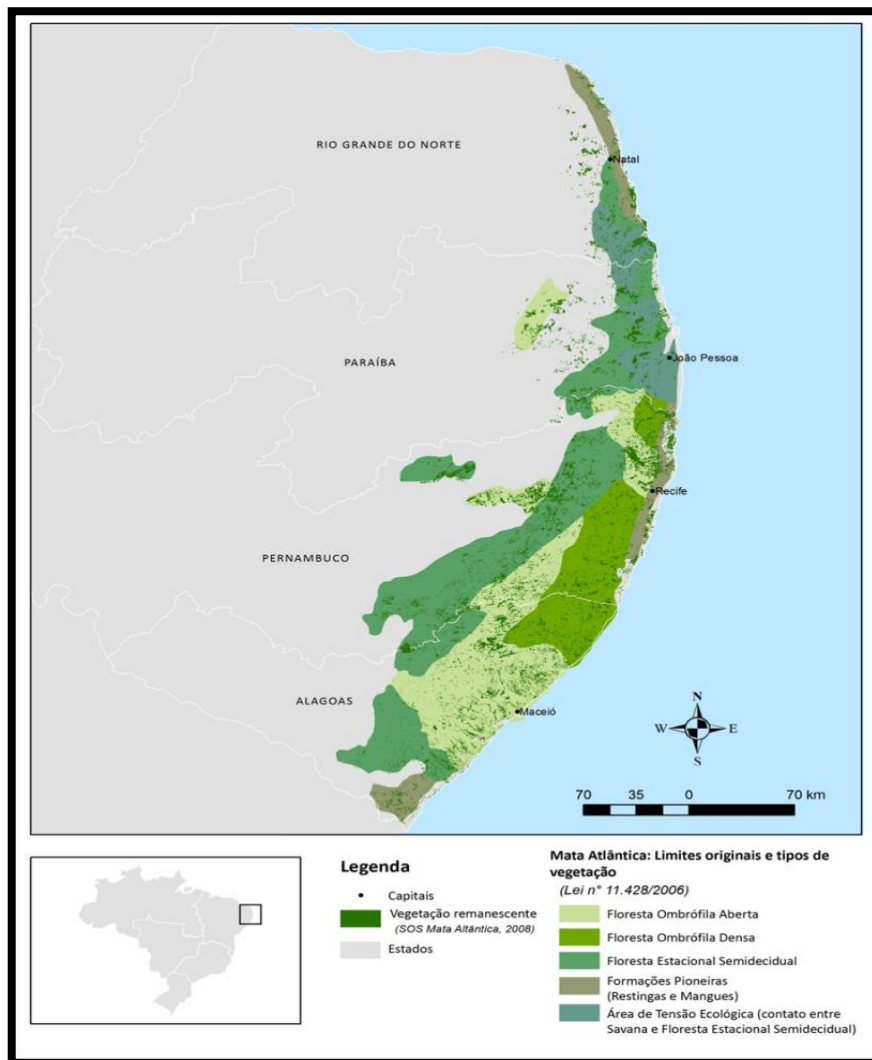 RIO GRANDE DO NORTE
Natal
PARAÍBA
João Pessoa
Recife
PERNAMBUCO
ALAGOAS
Maceió
N
W E
S
70 35 0 70 km
Legenda
Capitais
Vegetação remanescente
(SOS Mata Altântica, 2008)
Estados
Mata Atlântica: Limites originais e tipos de
vegetação
(Lei n° 11.428/2006)
Floresta Ombrófila Aberta
Floresta Ombrófila Densa
Floresta Estacional Semidecidual
Formações Pioneiras
(Restingas e Mangues)
Área de Tensão Ecológica (contato entre
Savana e Floresta Estacional Semidecidual)